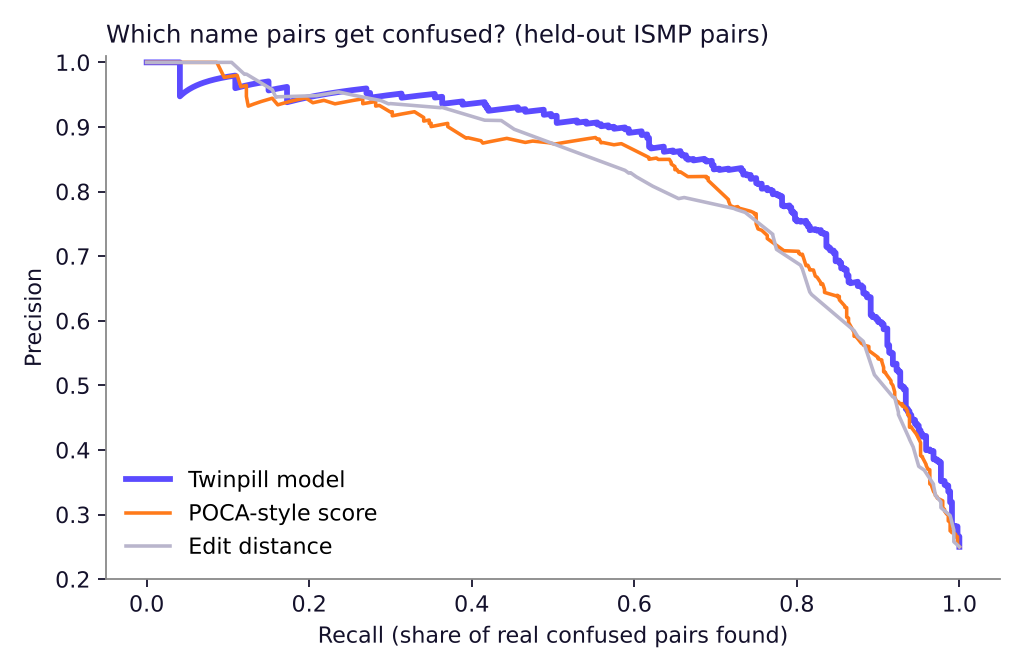 Which name pairs get confused? (held-out ISMP pairs)
1.0
0.9
0.8
0.7
0.6
0.5
0.4
0.3
0.2
Precision
Twinpill model
POCA-style score
Edit distance
0.0 0.2 0.4 0.6 0.8 1.0
Recall (share of real confused pairs found)